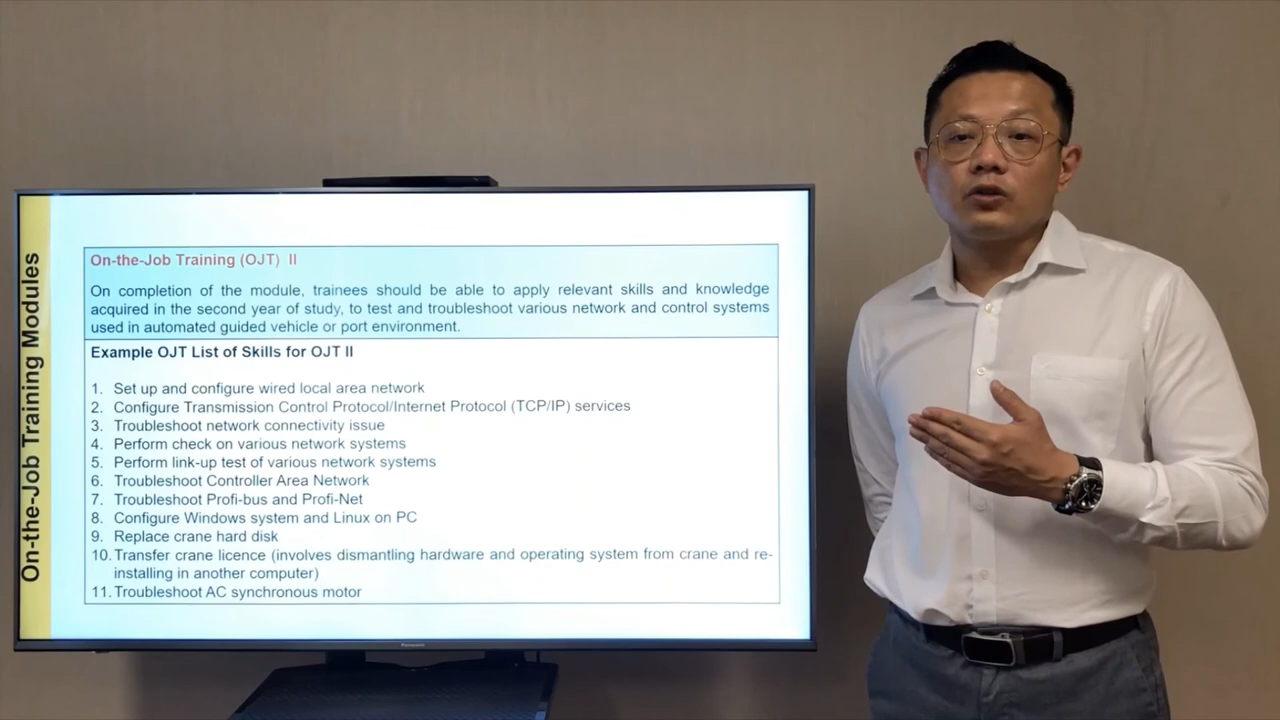 On-the-Job Training Modules
On-the-Job Training (OJT) II
On completion of the module, trainees should be able to apply relevant skills and knowledge
acquired in the second year of study, to test and troubleshoot various network and control systems
used in automated guided vehicle or port environment.
Example OJT List of Skills for OJT II
1. Set up and configure wired local area network
2. Configure Transmission Control Protocol/Internet Protocol (TCP/IP) services
3. Troubleshoot network connectivity issue
4. Perform check on various network systems
5. Perform link-up test of various network systems
6. Troubleshoot Controller Area Network
7. Troubleshoot Profi-bus and Profi-Net
8. Configure Windows system and Linux on PC
9. Replace crane hard disk
10. Transfer crane licence (involves dismantling hardware and operating system from crane and re-
installing in another computer)
11. Troubleshoot AC synchronous motor
Panasonic